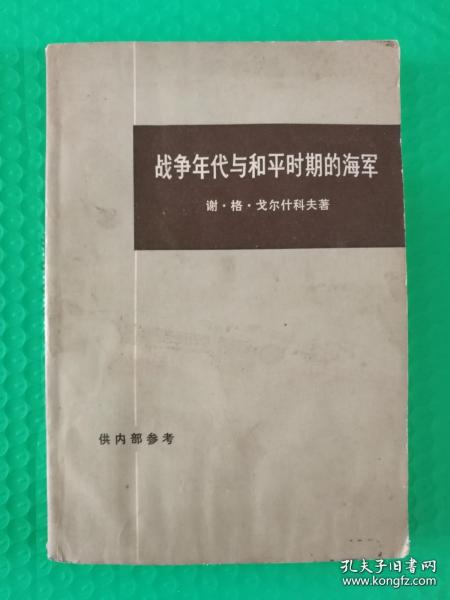 战争年代与和平时期的海军
谢·格·戈尔什科夫著
供内部参考
孔夫子旧书网
www.kongfz.com